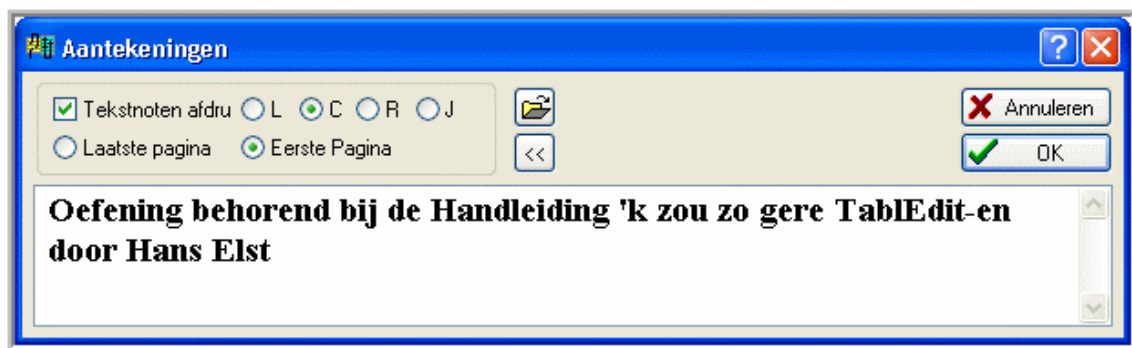 Aantekeningen
Tekstnoten afdru L C R J
Annuleren
Laatste pagina Eerste Pagina
<<
OK
Oefening behorend bij de Handleiding 'k zou zo gere TablEdit-en
door Hans Elst